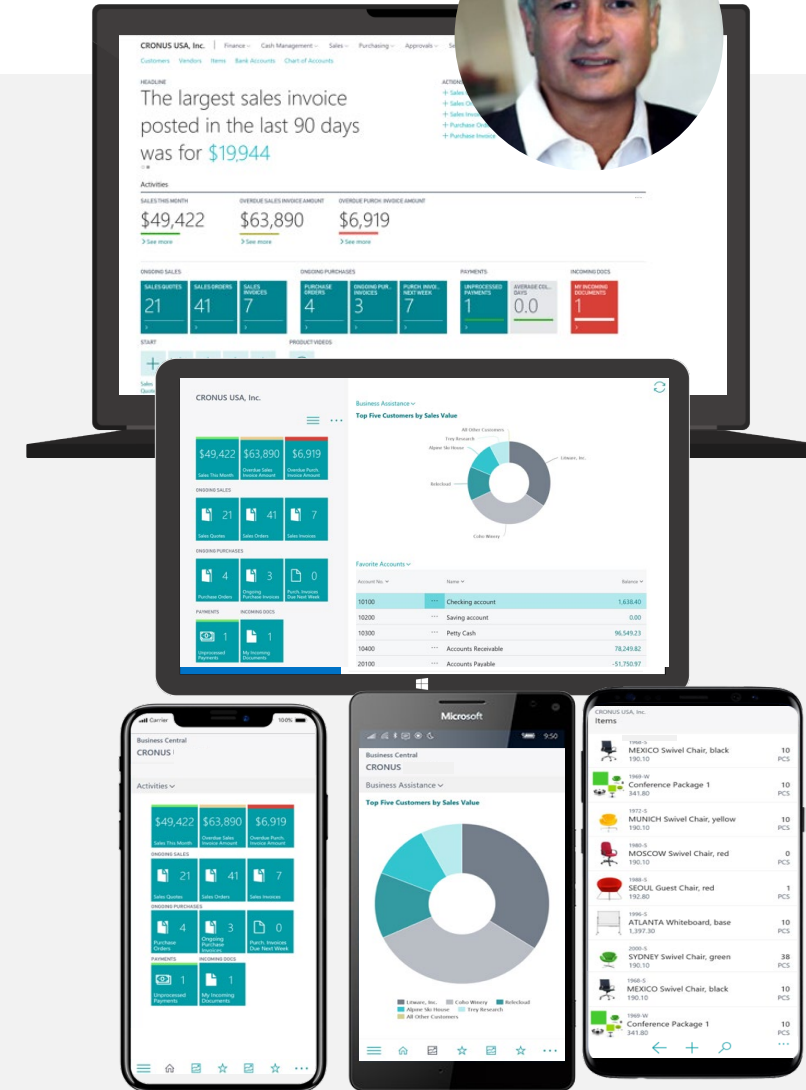 CRONUS USA, Inc. | Finance Cash Management Sales Purchasing Approvals
Customers Vendors Items Bank Accounts Chart of Accounts
HEADLINE
The largest sales invoice
posted in the last 90 days
was for $19,944
+ Purchase Invoice
Activities
SALES THIS MONTH OVERDUE SALES INVOICE AMOUNT OVERDUE PURCH. INVOICE AMOUNT
$49,422 $63,890 $6,919
> See more > See more > See more
ONGOING SALES ONGOING PURCHASES PAYMENTS INCOMING DOCS
SALES QUOTES SALES ORDERS SALES INVOICES PURCHASE ORDERS ONGOING PUR... INVOICES PURCH. INVOI... NEXT WEEK UNPROCESSED PAYMENTS AVERAGE COL... DAYS MY INCOMING DOCUMENTS
21 41 7 4 3 7 1 0.0 1
START PRODUCT VIDEOS
CRONUS USA, Inc.
$49,422 $63,890 $6,919
Sales This Month Overdue Sales Invoice Amount Overdue Purch. Invoice Amount
ONGOING SALES
21 41 7
Sales Quotes Sales Orders Sales Invoices
ONGOING PURCHASES
4 3 0
Purchase Orders Ongoing Purchase Invoices Purch. Invoices Due Next Week
PAYMENTS INCOMING DOCS
1 1
Unprocessed Payments My Incoming Documents
Business Assistance
Top Five Customers by Sales Value
All Other Customers
Trey Research
Alpine Ski House
Litware, Inc.
Relecloud
Coho Winery
Favorite Accounts
Account No. Name Balance
10100 ... Checking account 1,638.40
10200 ... Saving account 0.00
10300 ... Petty Cash 96,549.23
10400 ... Accounts Receivable 78,249.82
20100 ... Accounts Payable -51,750.97
Carrier 100%
Business Central
CRONUS
Activities
$49,422 $63,890 $6,919
Sales This Month Overdue Sales Invoice Amount Overdue Purch. Invoice Amount
ONGOING SALES
21 41 7
Sales Quotes Sales Orders Sales Invoices
ONGOING PURCHASES
4 3 0
Purchase Orders Ongoing Purchase Invoices Purch. Invoices Due Next Week
PAYMENTS INCOMING DOCS
1 1
Unprocessed Payments My Incoming Documents
Microsoft
9:50
Business Central
CRONUS
Business Assistance
Top Five Customers by Sales Value
Litware, Inc. Coho Winery Relecloud
Alpine Ski House Trey Research
All Other Customers
CRONUS USA, Inc.
Items
1968-S
MEXICO Swivel Chair, black 10
190.10 PCS
1969-W
Conference Package 1 10
341.80 PCS
1972-S
MUNICH Swivel Chair, yellow 10
190.10 PCS
1980-S
MOSCOW Swivel Chair, red 0
190.10 PCS
1988-S
SEOUL Guest Chair, red 1
192.80 PCS
1996-S
ATLANTA Whiteboard, base 10
1,397.30 PCS
2000-S
SYDNEY Swivel Chair, green 38
190.10 PCS
1968-S
MEXICO Swivel Chair, black 10
190.10 PCS
1969-W
Conference Package 1 10
341.80 PCS